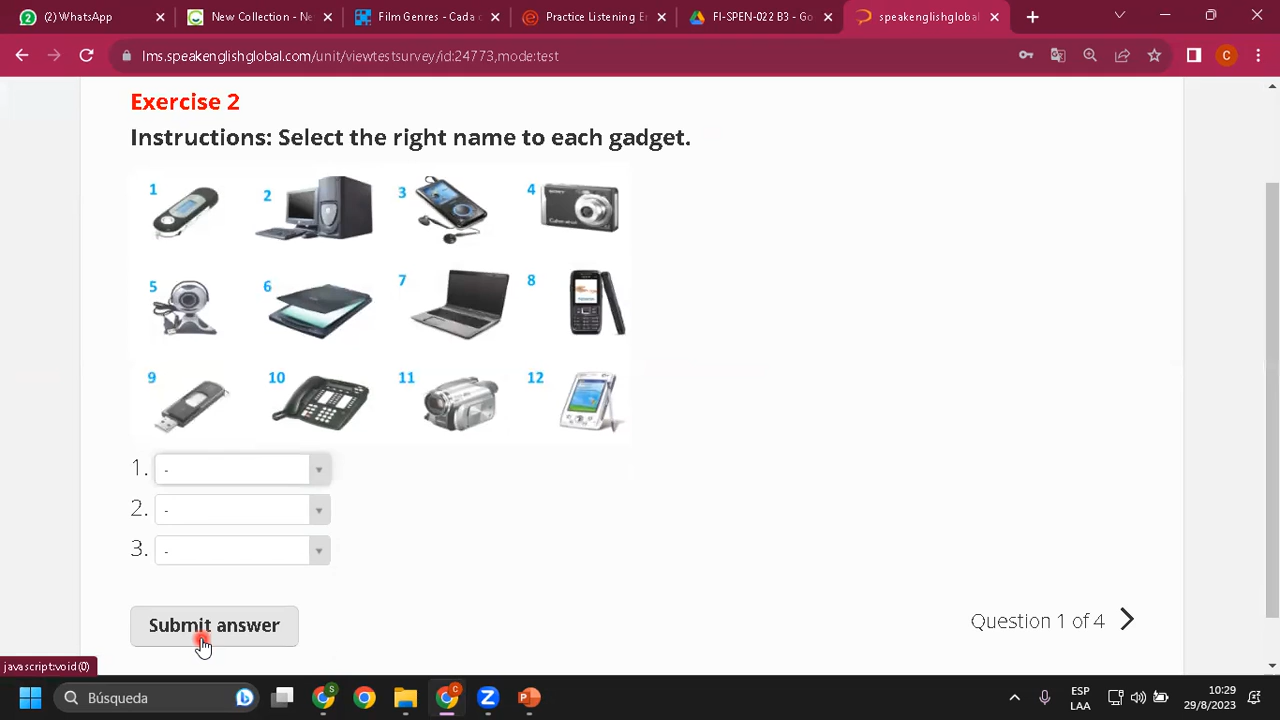 (2) WhatsApp
New Collection - Ne
Film Genres - Cada c
Practice Listening Er
FI-SPEN-022 B3 - Go
speakenglishglobal
lms.speakenglishglobal.com/unit/viewtestsurvey/id:24773,mode:test
C
Exercise 2
Instructions: Select the right name to each gadget.
1 2 3 4
5 6 7 8
9 10 11 12
1. -
2. -
3. -
Submit answer
Question 1 of 4
javascript:void(0)
Búsqueda
ESP
LAA
10:29
29/8/2023